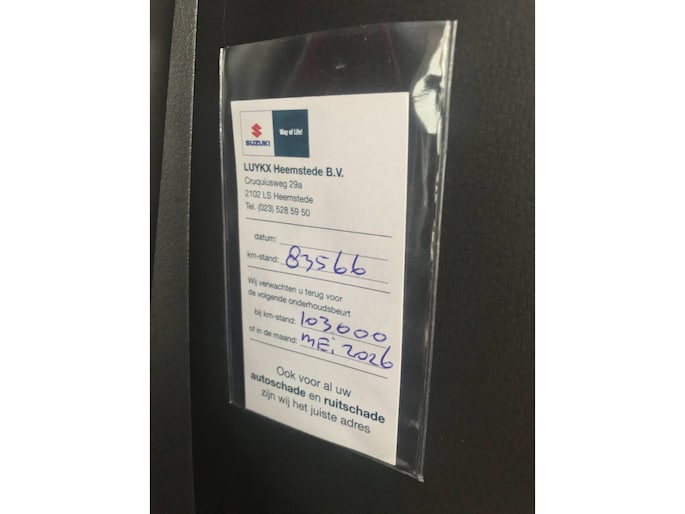 SUZUKI
Way of Life!
LUYKX Heemstede B.V.
Cruquiusweg 29a
2102 LS Heemstede
Tel. (023) 528 59 50
datum:
km-stand: 83566
Wij verwachten u terug voor
de volgende onderhoudsbeurt
bij km-stand: 103000
of in de maand: MEi 2026
Ook voor al uw
autoschade en ruitschade
zijn wij het juiste adres